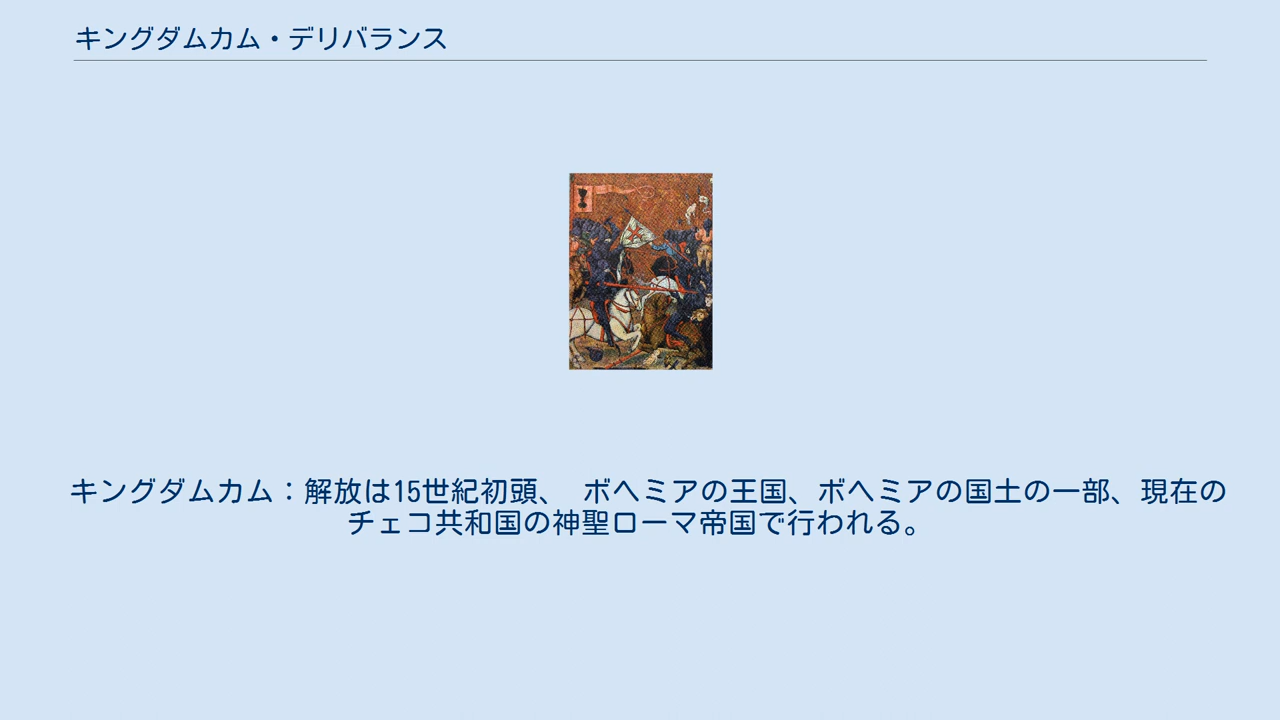 キングダムカム・デリバランス
キングダムカム：解放は15世紀初頭、 ボヘミアの王国、ボヘミアの国土の一部、現在の
チェコ共和国の神聖ローマ帝国で行われる。